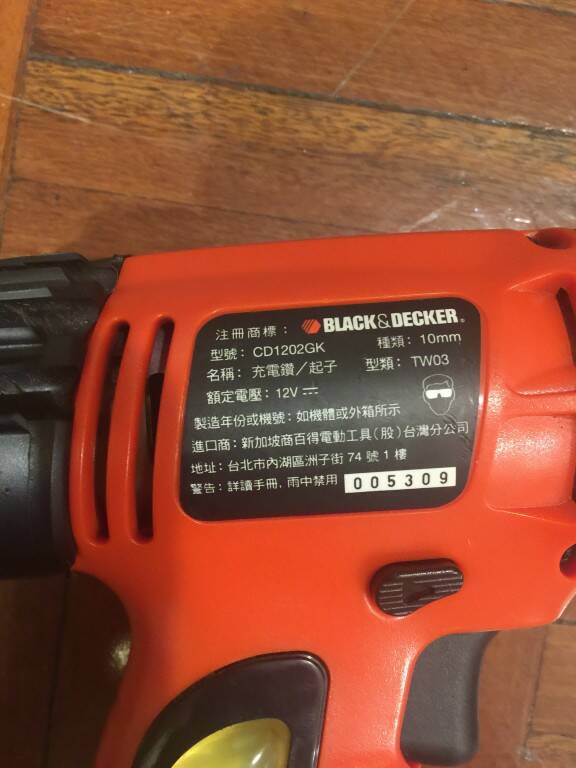 注冊商標： BLACK&DECKER®
型號： CD1202GK 種類： 10mm
名稱： 充電鑽／起子 型類： TW03
額定電壓： 12V ⎓
製造年份或機號： 如機體或外箱所示
進口商： 新加坡商百得電動工具（股）台灣分公司
地址： 台北市內湖區洲子街 74 號 1 樓
警告： 詳讀手冊，雨中禁用 005309